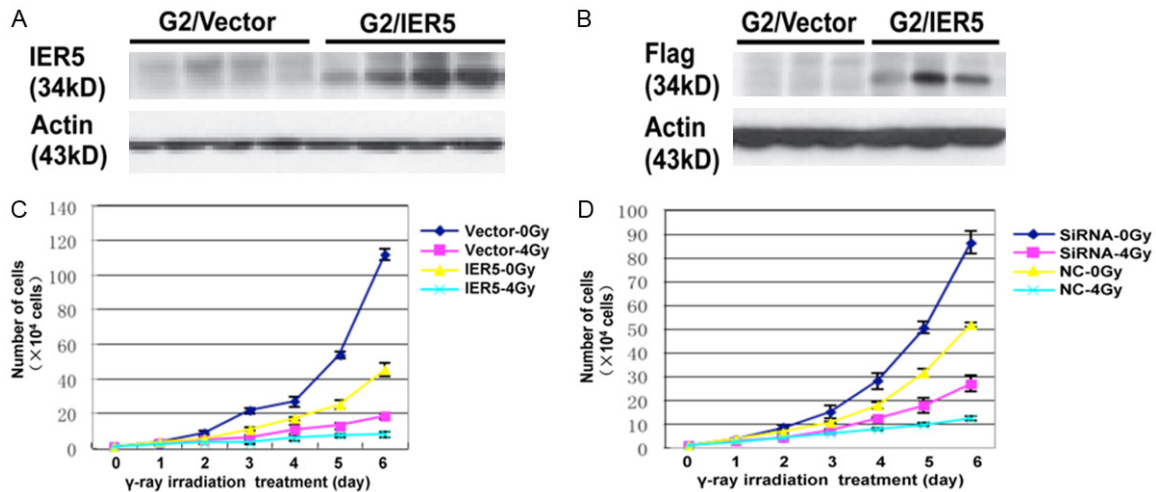 A
G2/Vector
G2/IER5
IER5
(34kD)
Actin
(43kD)
B
G2/Vector
G2/IER5
Flag
(34kD)
Actin
(43kD)
C
140
120
100
80
60
40
20
0
Number of cells
(×10⁴ cells)
0 1 2 3 4 5 6
γ-ray irradiation treatment (day)
Vector-0Gy
Vector-4Gy
IER5-0Gy
IER5-4Gy
D
100
90
80
70
60
50
40
30
20
10
0
Number of cells
(×10⁴ cells)
0 1 2 3 4 5 6
γ-ray irradiation treatment (day)
SiRNA-0Gy
SiRNA-4Gy
NC-0Gy
NC-4Gy